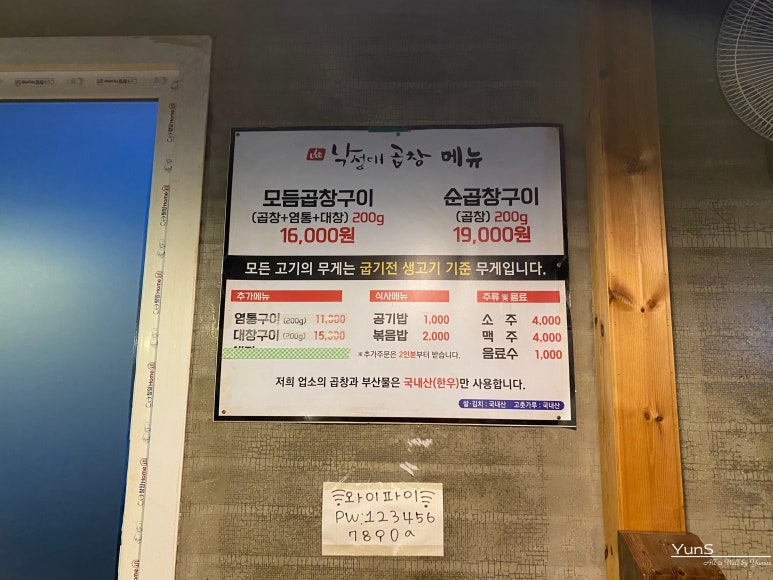 낙성대 곱창 메뉴
모듬곱창구이
(곱창+염통+대창) 200g
16,000원
순곱창구이
(곱창) 200g
19,000원
모든 고기의 무게는 굽기전 생고기 기준 무게입니다.
추가메뉴
염통구이 (200g) 11,000
대창구이 (200g) 15,000
식사메뉴
공기밥 1,000
볶음밥 2,000
※추가주문은 2인분부터 받습니다.
주류 및 음료
소 주 4,000
맥 주 4,000
음료수 1,000
저희 업소의 곱창과 부산물은 국내산(한우)만 사용합니다.
쌀·김치 : 국내산 고춧가루 : 국내산
와이파이
PW:123456
7890a
YunS
All is Well by Yunsu